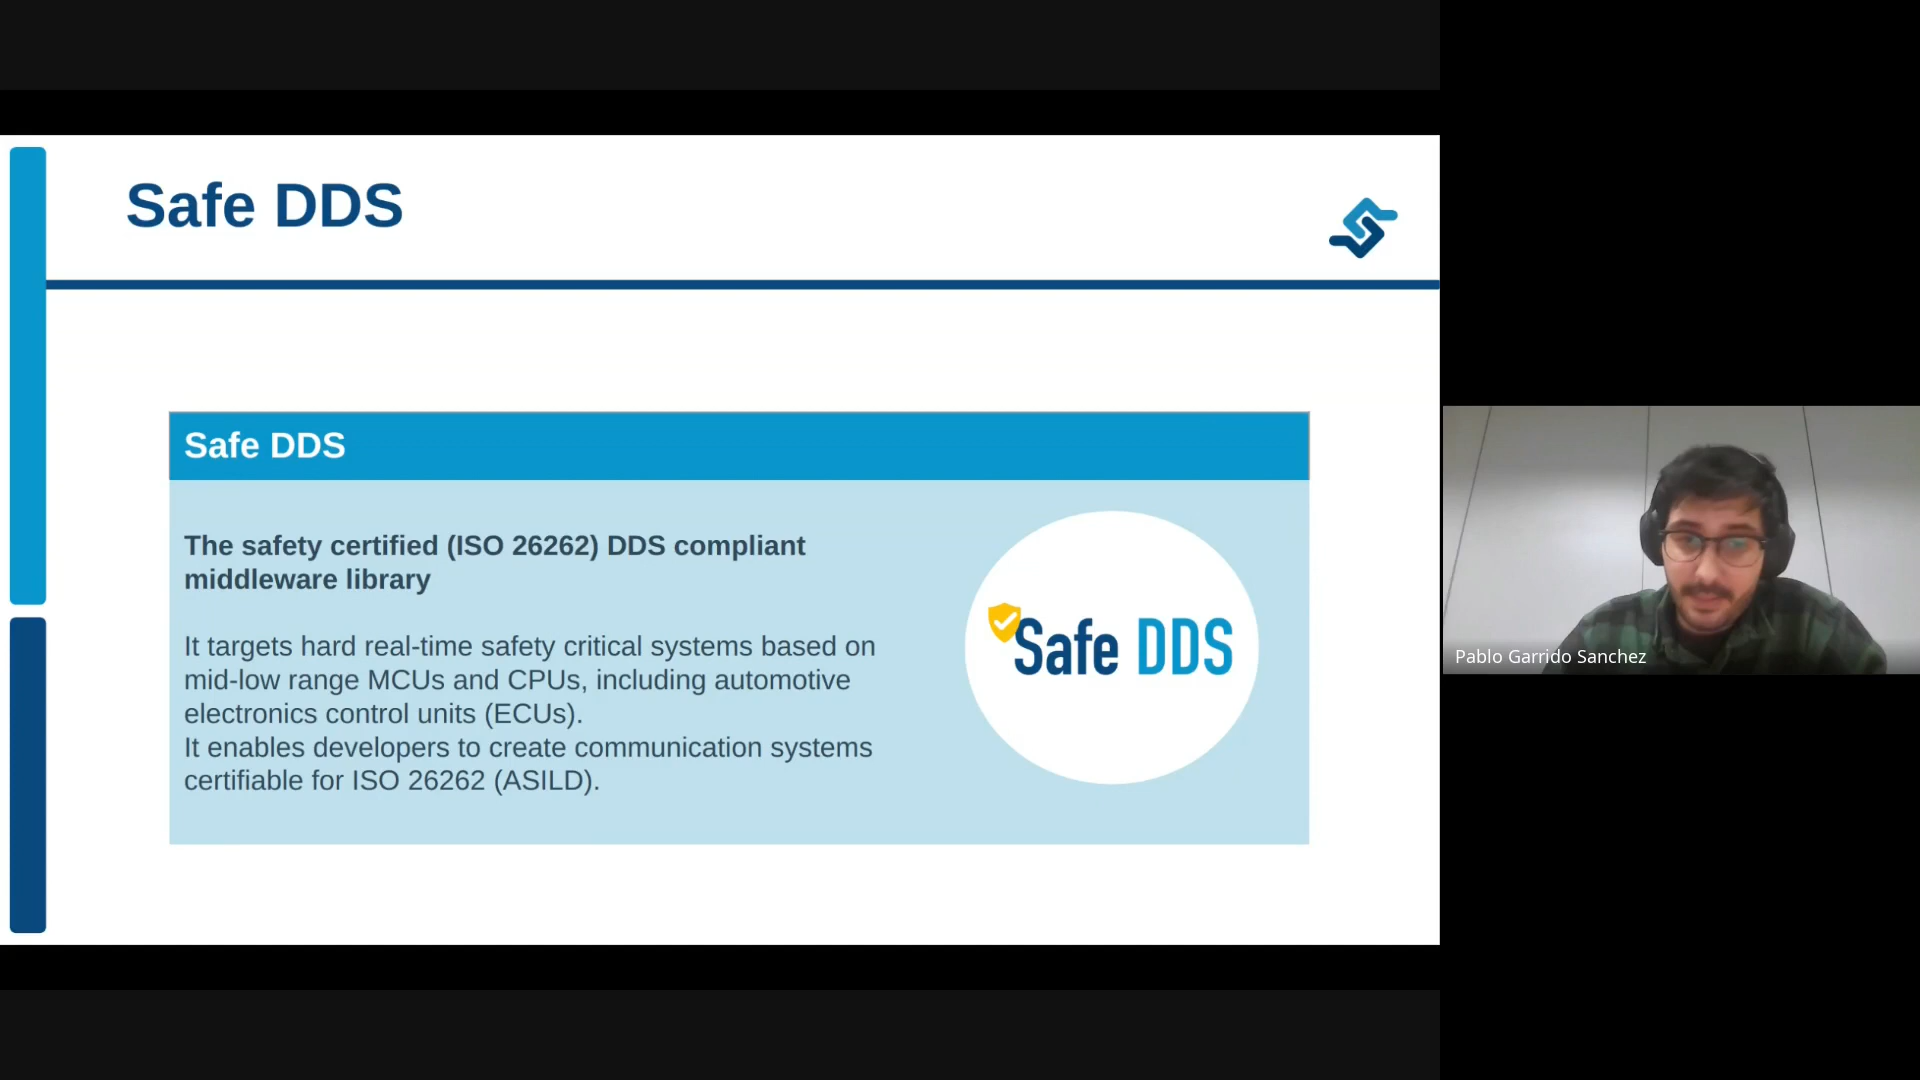 Safe DDS
Safe DDS
The safety certified (ISO 26262) DDS compliant
middleware library
It targets hard real-time safety critical systems based on
mid-low range MCUs and CPUs, including automotive
electronics control units (ECUs).
It enables developers to create communication systems
certifiable for ISO 26262 (ASILD).
Safe DDS
Pablo Garrido Sanchez